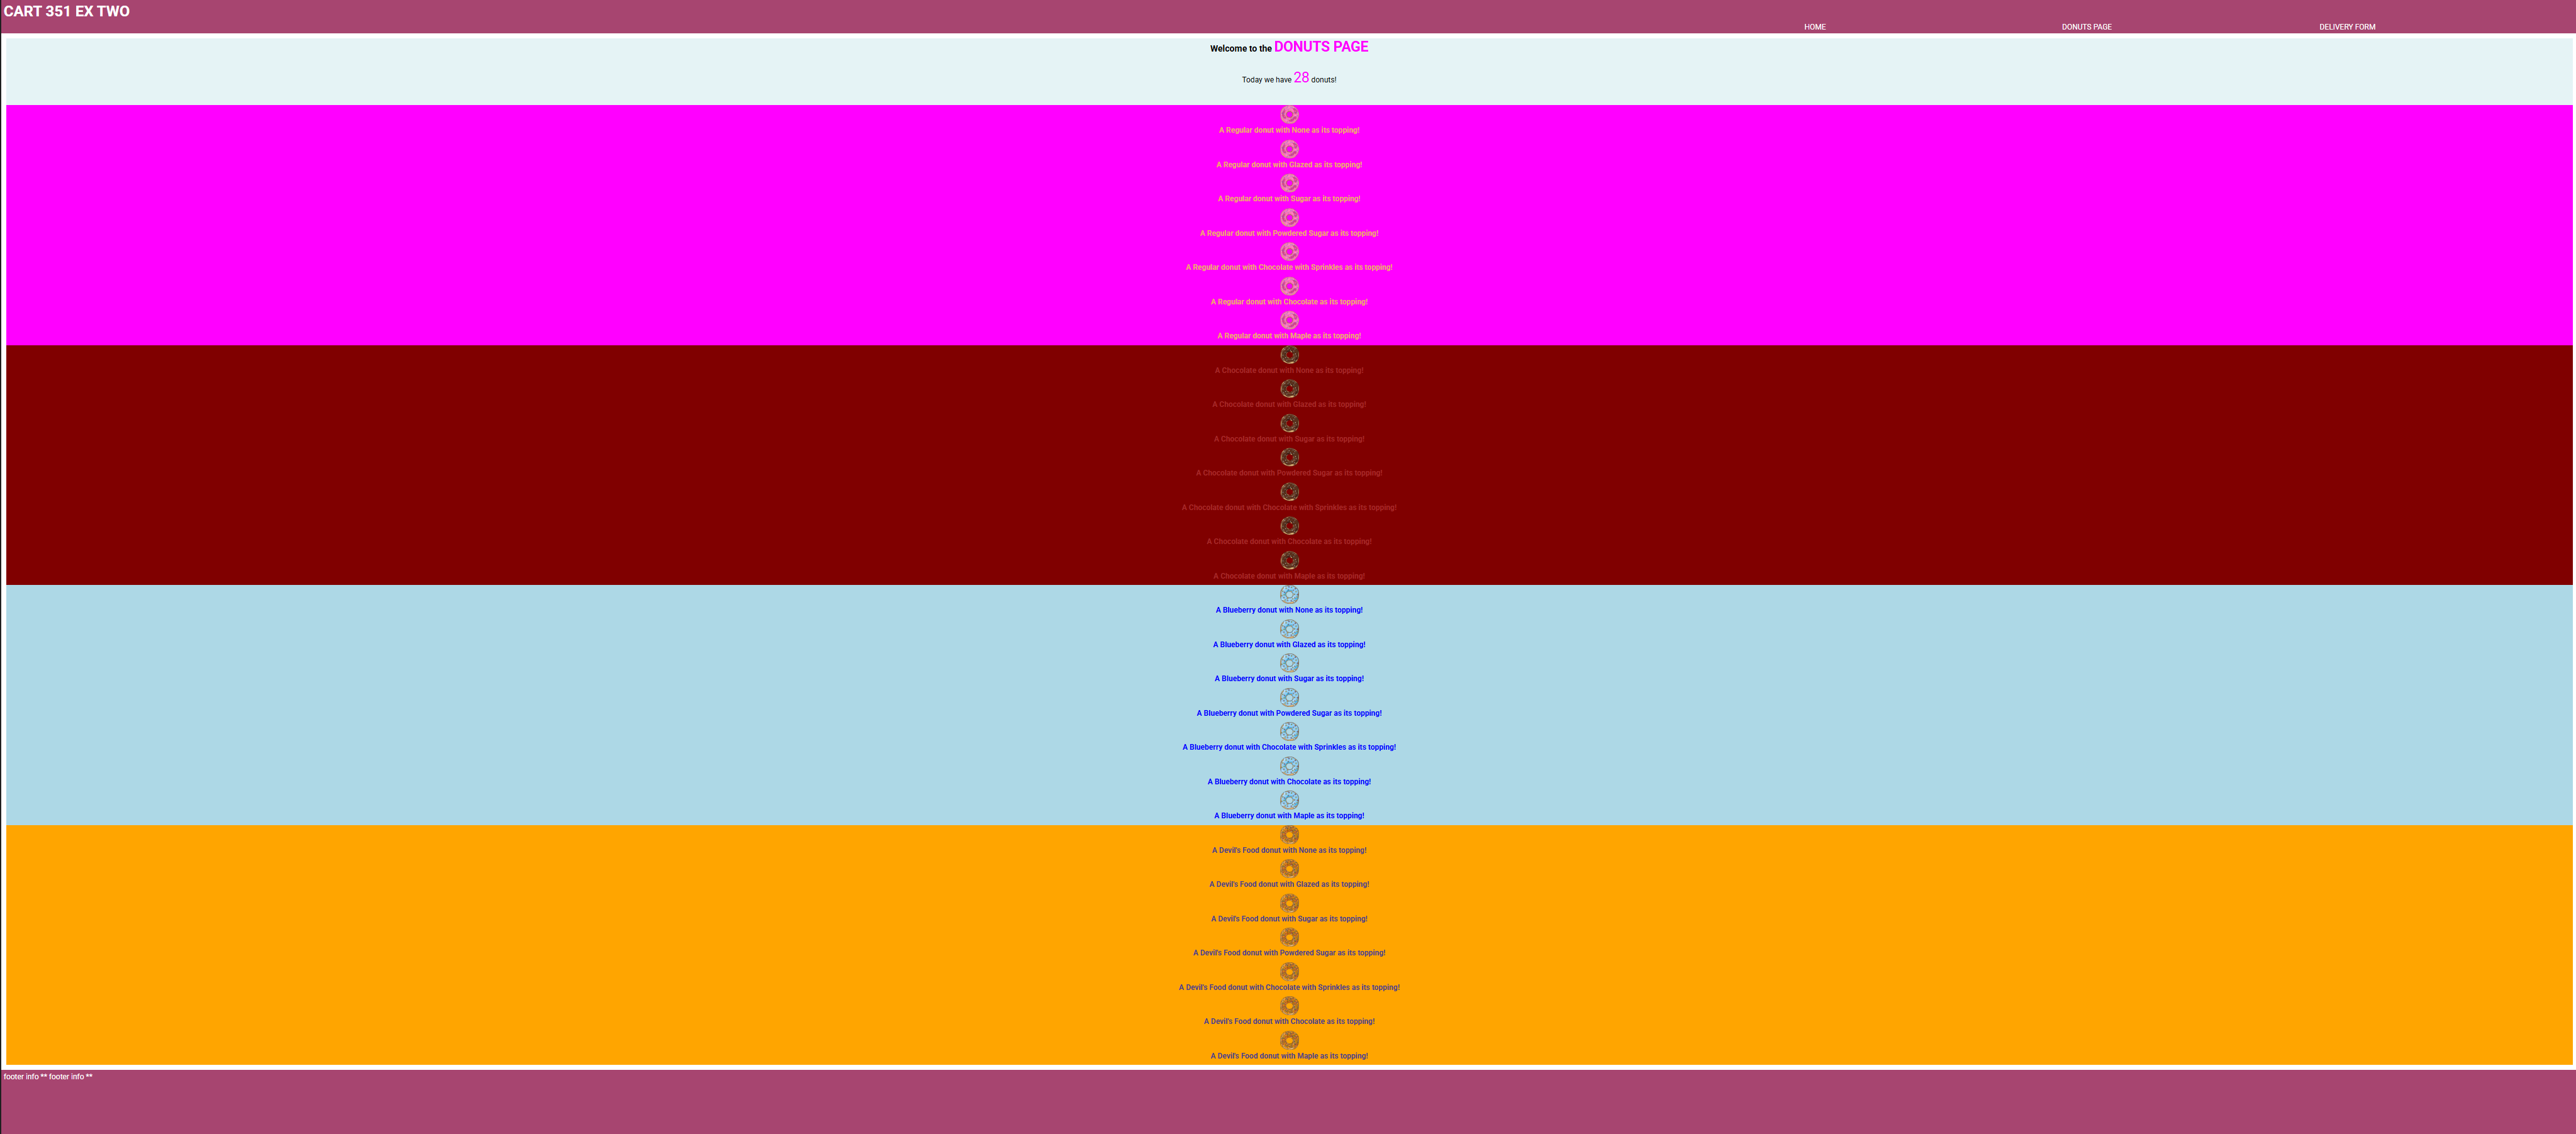 CART 351 EX TWO
HOME DONUTS PAGE DELIVERY FORM
Welcome to the DONUTS PAGE
Today we have 28 donuts!
A Regular donut with None as its topping!
A Regular donut with Glazed as its topping!
A Regular donut with Sugar as its topping!
A Regular donut with Powdered Sugar as its topping!
A Regular donut with Chocolate with Sprinkles as its topping!
A Regular donut with Chocolate as its topping!
A Regular donut with Maple as its topping!
A Chocolate donut with None as its topping!
A Chocolate donut with Glazed as its topping!
A Chocolate donut with Sugar as its topping!
A Chocolate donut with Powdered Sugar as its topping!
A Chocolate donut with Chocolate with Sprinkles as its topping!
A Chocolate donut with Chocolate as its topping!
A Chocolate donut with Maple as its topping!
A Blueberry donut with None as its topping!
A Blueberry donut with Glazed as its topping!
A Blueberry donut with Sugar as its topping!
A Blueberry donut with Powdered Sugar as its topping!
A Blueberry donut with Chocolate with Sprinkles as its topping!
A Blueberry donut with Chocolate as its topping!
A Blueberry donut with Maple as its topping!
A Devil's Food donut with None as its topping!
A Devil's Food donut with Glazed as its topping!
A Devil's Food donut with Sugar as its topping!
A Devil's Food donut with Powdered Sugar as its topping!
A Devil's Food donut with Chocolate with Sprinkles as its topping!
A Devil's Food donut with Chocolate as its topping!
A Devil's Food donut with Maple as its topping!
footer info ** footer info **